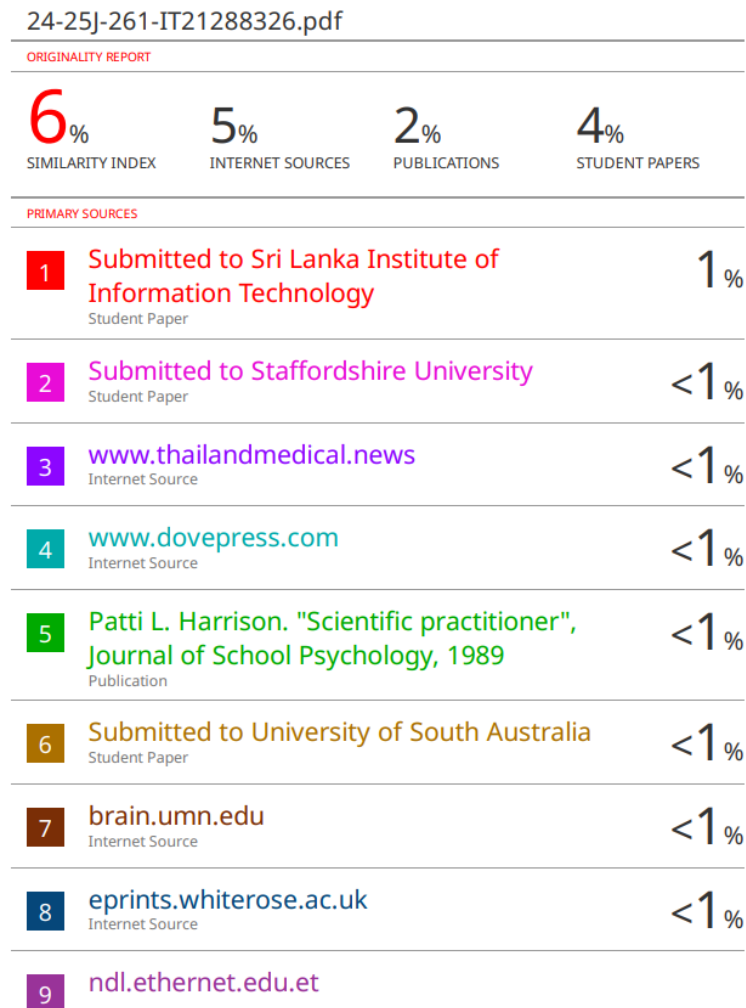 24-25J-261-IT21288326.pdf
ORIGINALITY REPORT
6% 5% 2% 4%
SIMILARITY INDEX INTERNET SOURCES PUBLICATIONS STUDENT PAPERS
PRIMARY SOURCES
1 Submitted to Sri Lanka Institute of 1%
Information Technology
Student Paper
2 Submitted to Staffordshire University <1%
Student Paper
3 www.thailandmedical.news <1%
Internet Source
4 www.dovepress.com <1%
Internet Source
5 Patti L. Harrison. "Scientific practitioner", <1%
Journal of School Psychology, 1989
Publication
6 Submitted to University of South Australia <1%
Student Paper
7 brain.umn.edu <1%
Internet Source
8 eprints.whiterose.ac.uk <1%
Internet Source
9 ndl.ethernet.edu.et